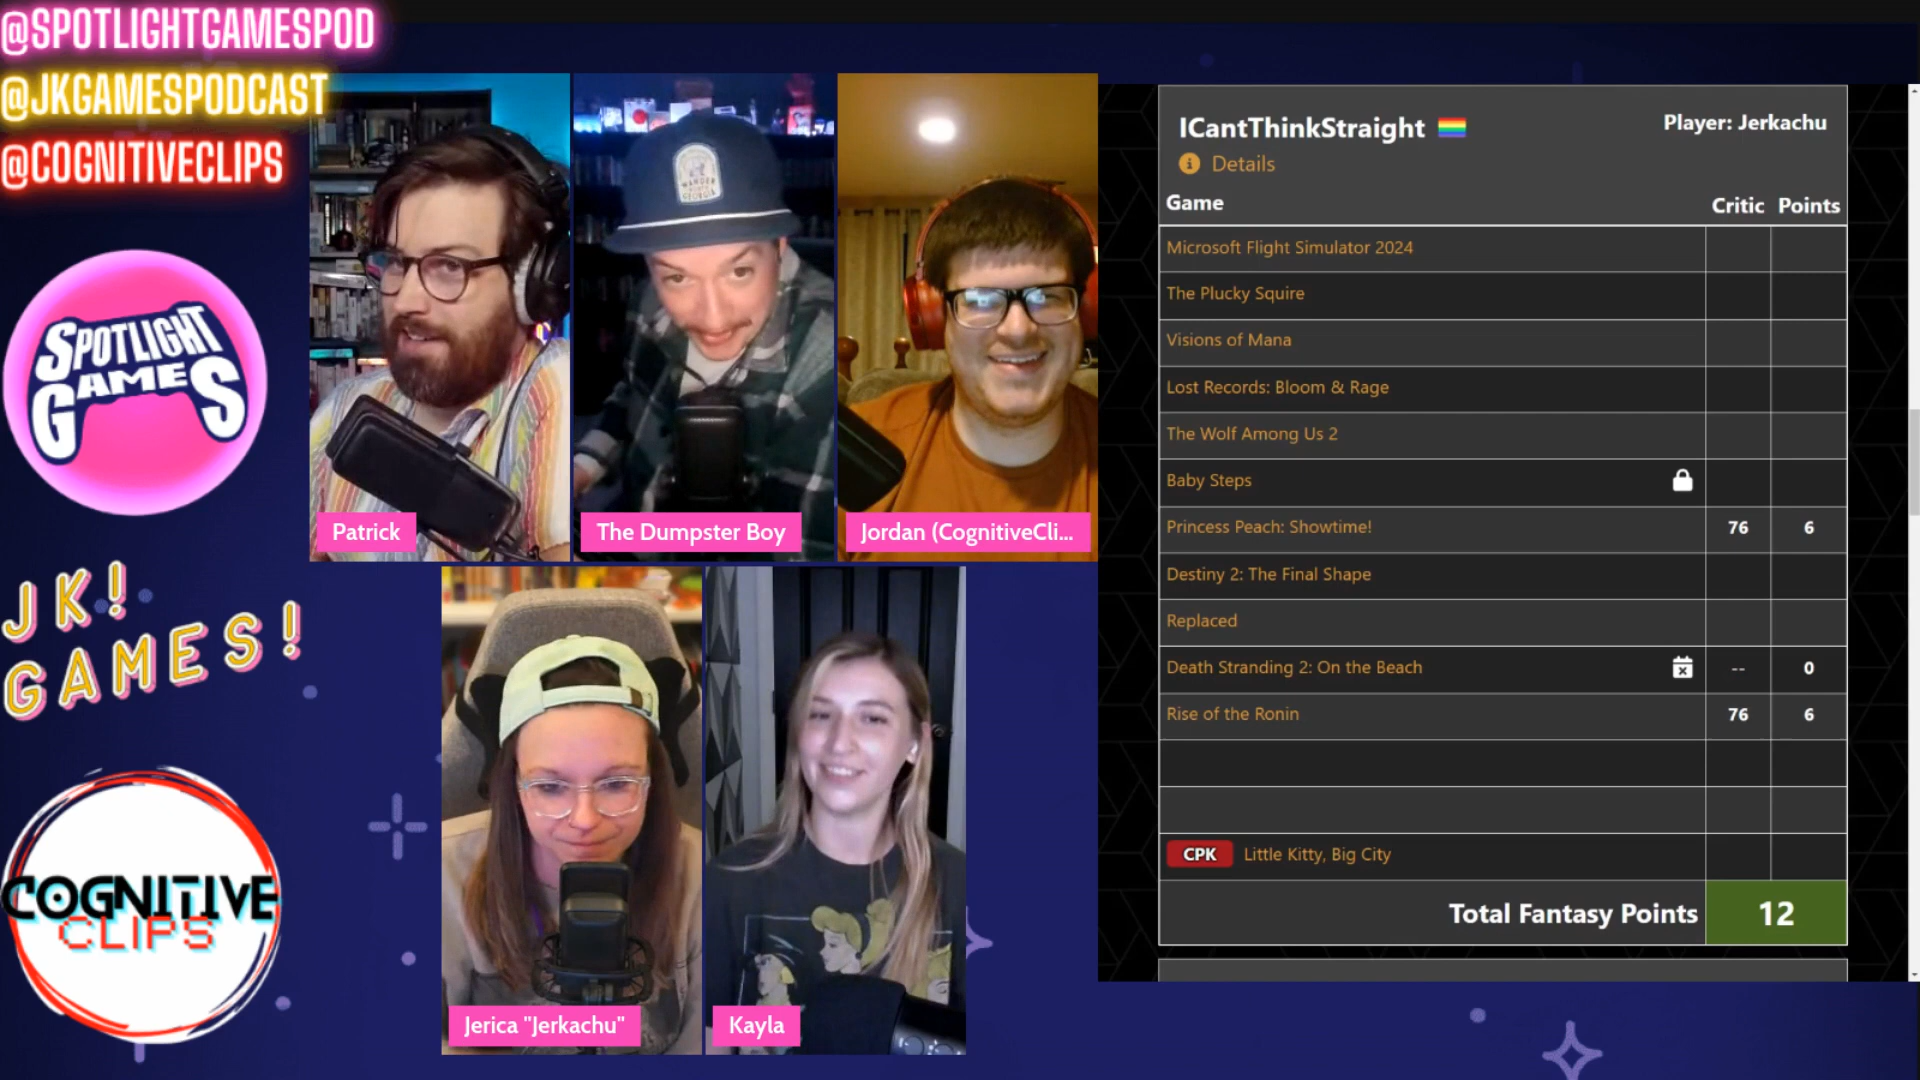 @SPOTLIGHTGAMESPOD
@JKGAMESPODCAST
@COGNITIVECLIPS
SPOTLIGHT
GAMES
JK!
GAMES!
COGNITIVE
CLIPS
WANDER
GEORGIA
Patrick
The Dumpster Boy
Jordan (CognitiveCli...
Jerica "Jerkachu"
Kayla
ICantThinkStraight
Player: Jerkachu
Details
Game Critic Points
Microsoft Flight Simulator 2024
The Plucky Squire
Visions of Mana
Lost Records: Bloom & Rage
The Wolf Among Us 2
Baby Steps
Princess Peach: Showtime! 76 6
Destiny 2: The Final Shape
Replaced
Death Stranding 2: On the Beach -- 0
Rise of the Ronin 76 6
CPK Little Kitty, Big City
Total Fantasy Points 12